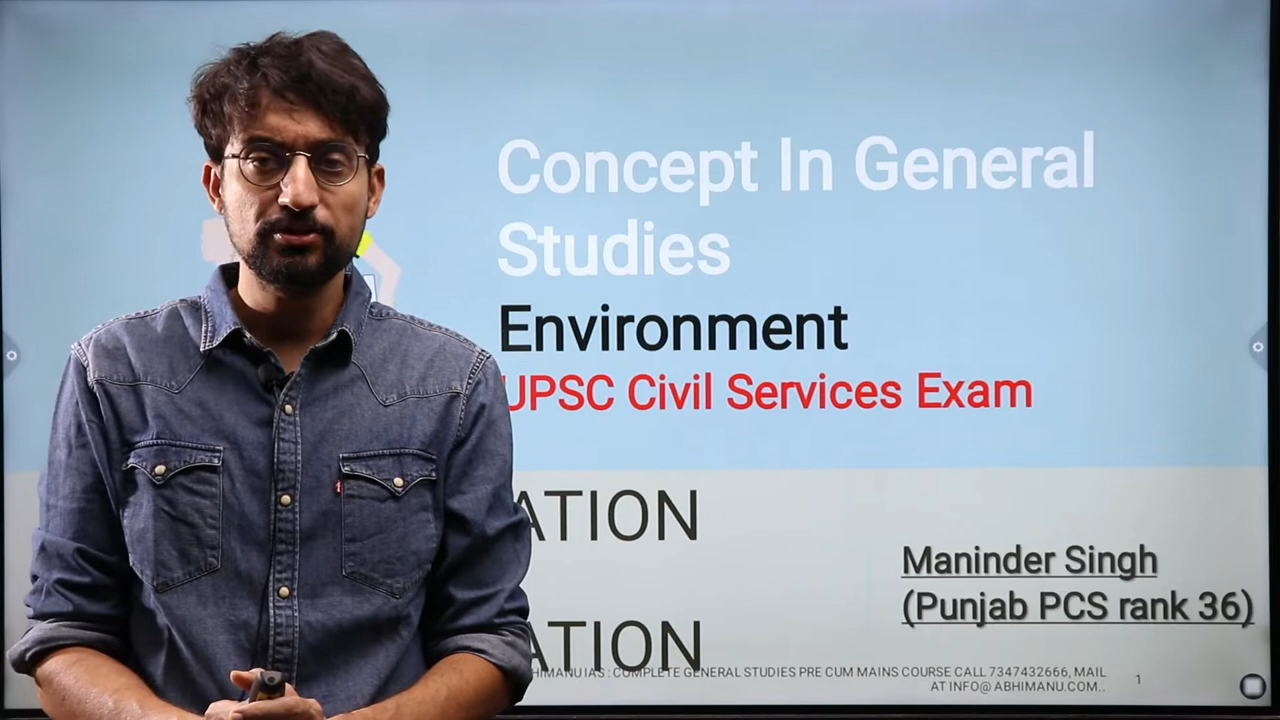 Concept In General
Studies
Environment
UPSC Civil Services Exam
ATION
Maninder Singh
(Punjab PCS rank 36)
ATION
HIMANU IAS : COMPLETE GENERAL STUDIES PRE CUM MAINS COURSE CALL 7347432666, MAIL
AT INFO@ABHIMANU.COM..
1